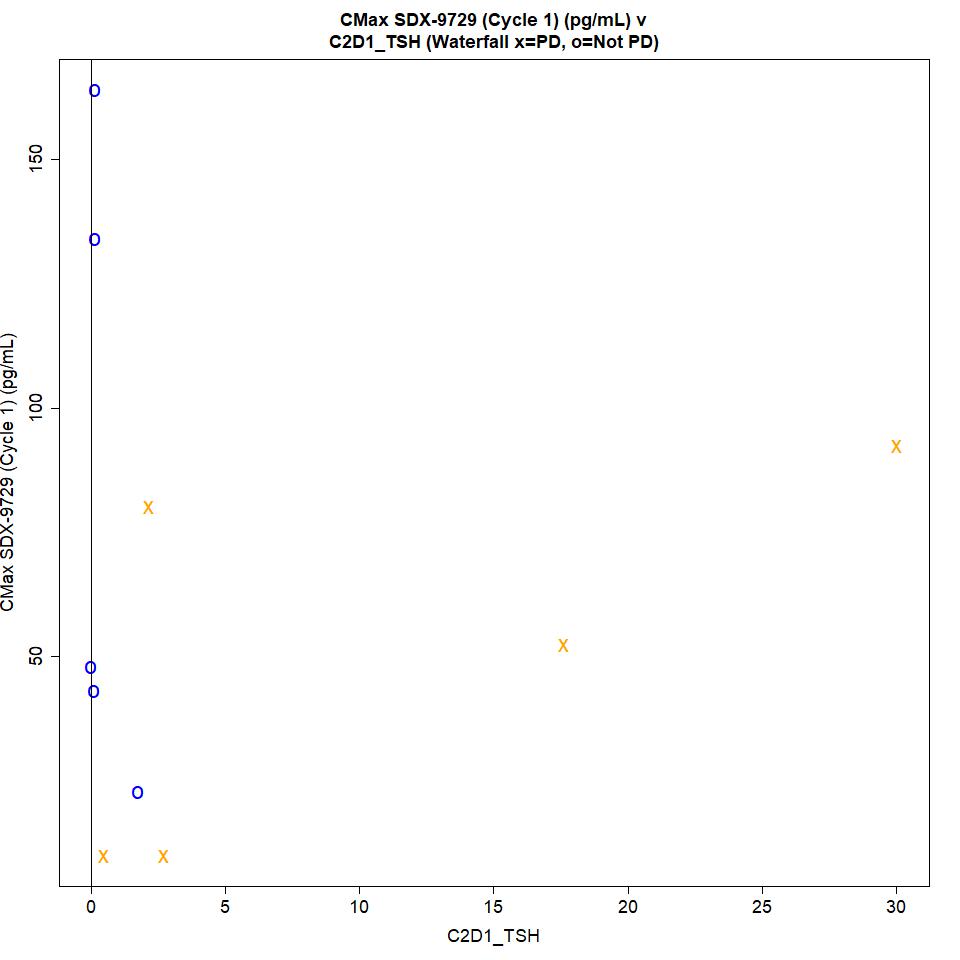 CMax SDX-9729 (Cycle 1) (pg/mL) v
C2D1_TSH (Waterfall x=PD, o=Not PD)
CMax SDX-9729 (Cycle 1) (pg/mL)
150
100
50
O
O
X
X
X
O
O
O
X
X
0 5 10 15 20 25 30
C2D1_TSH